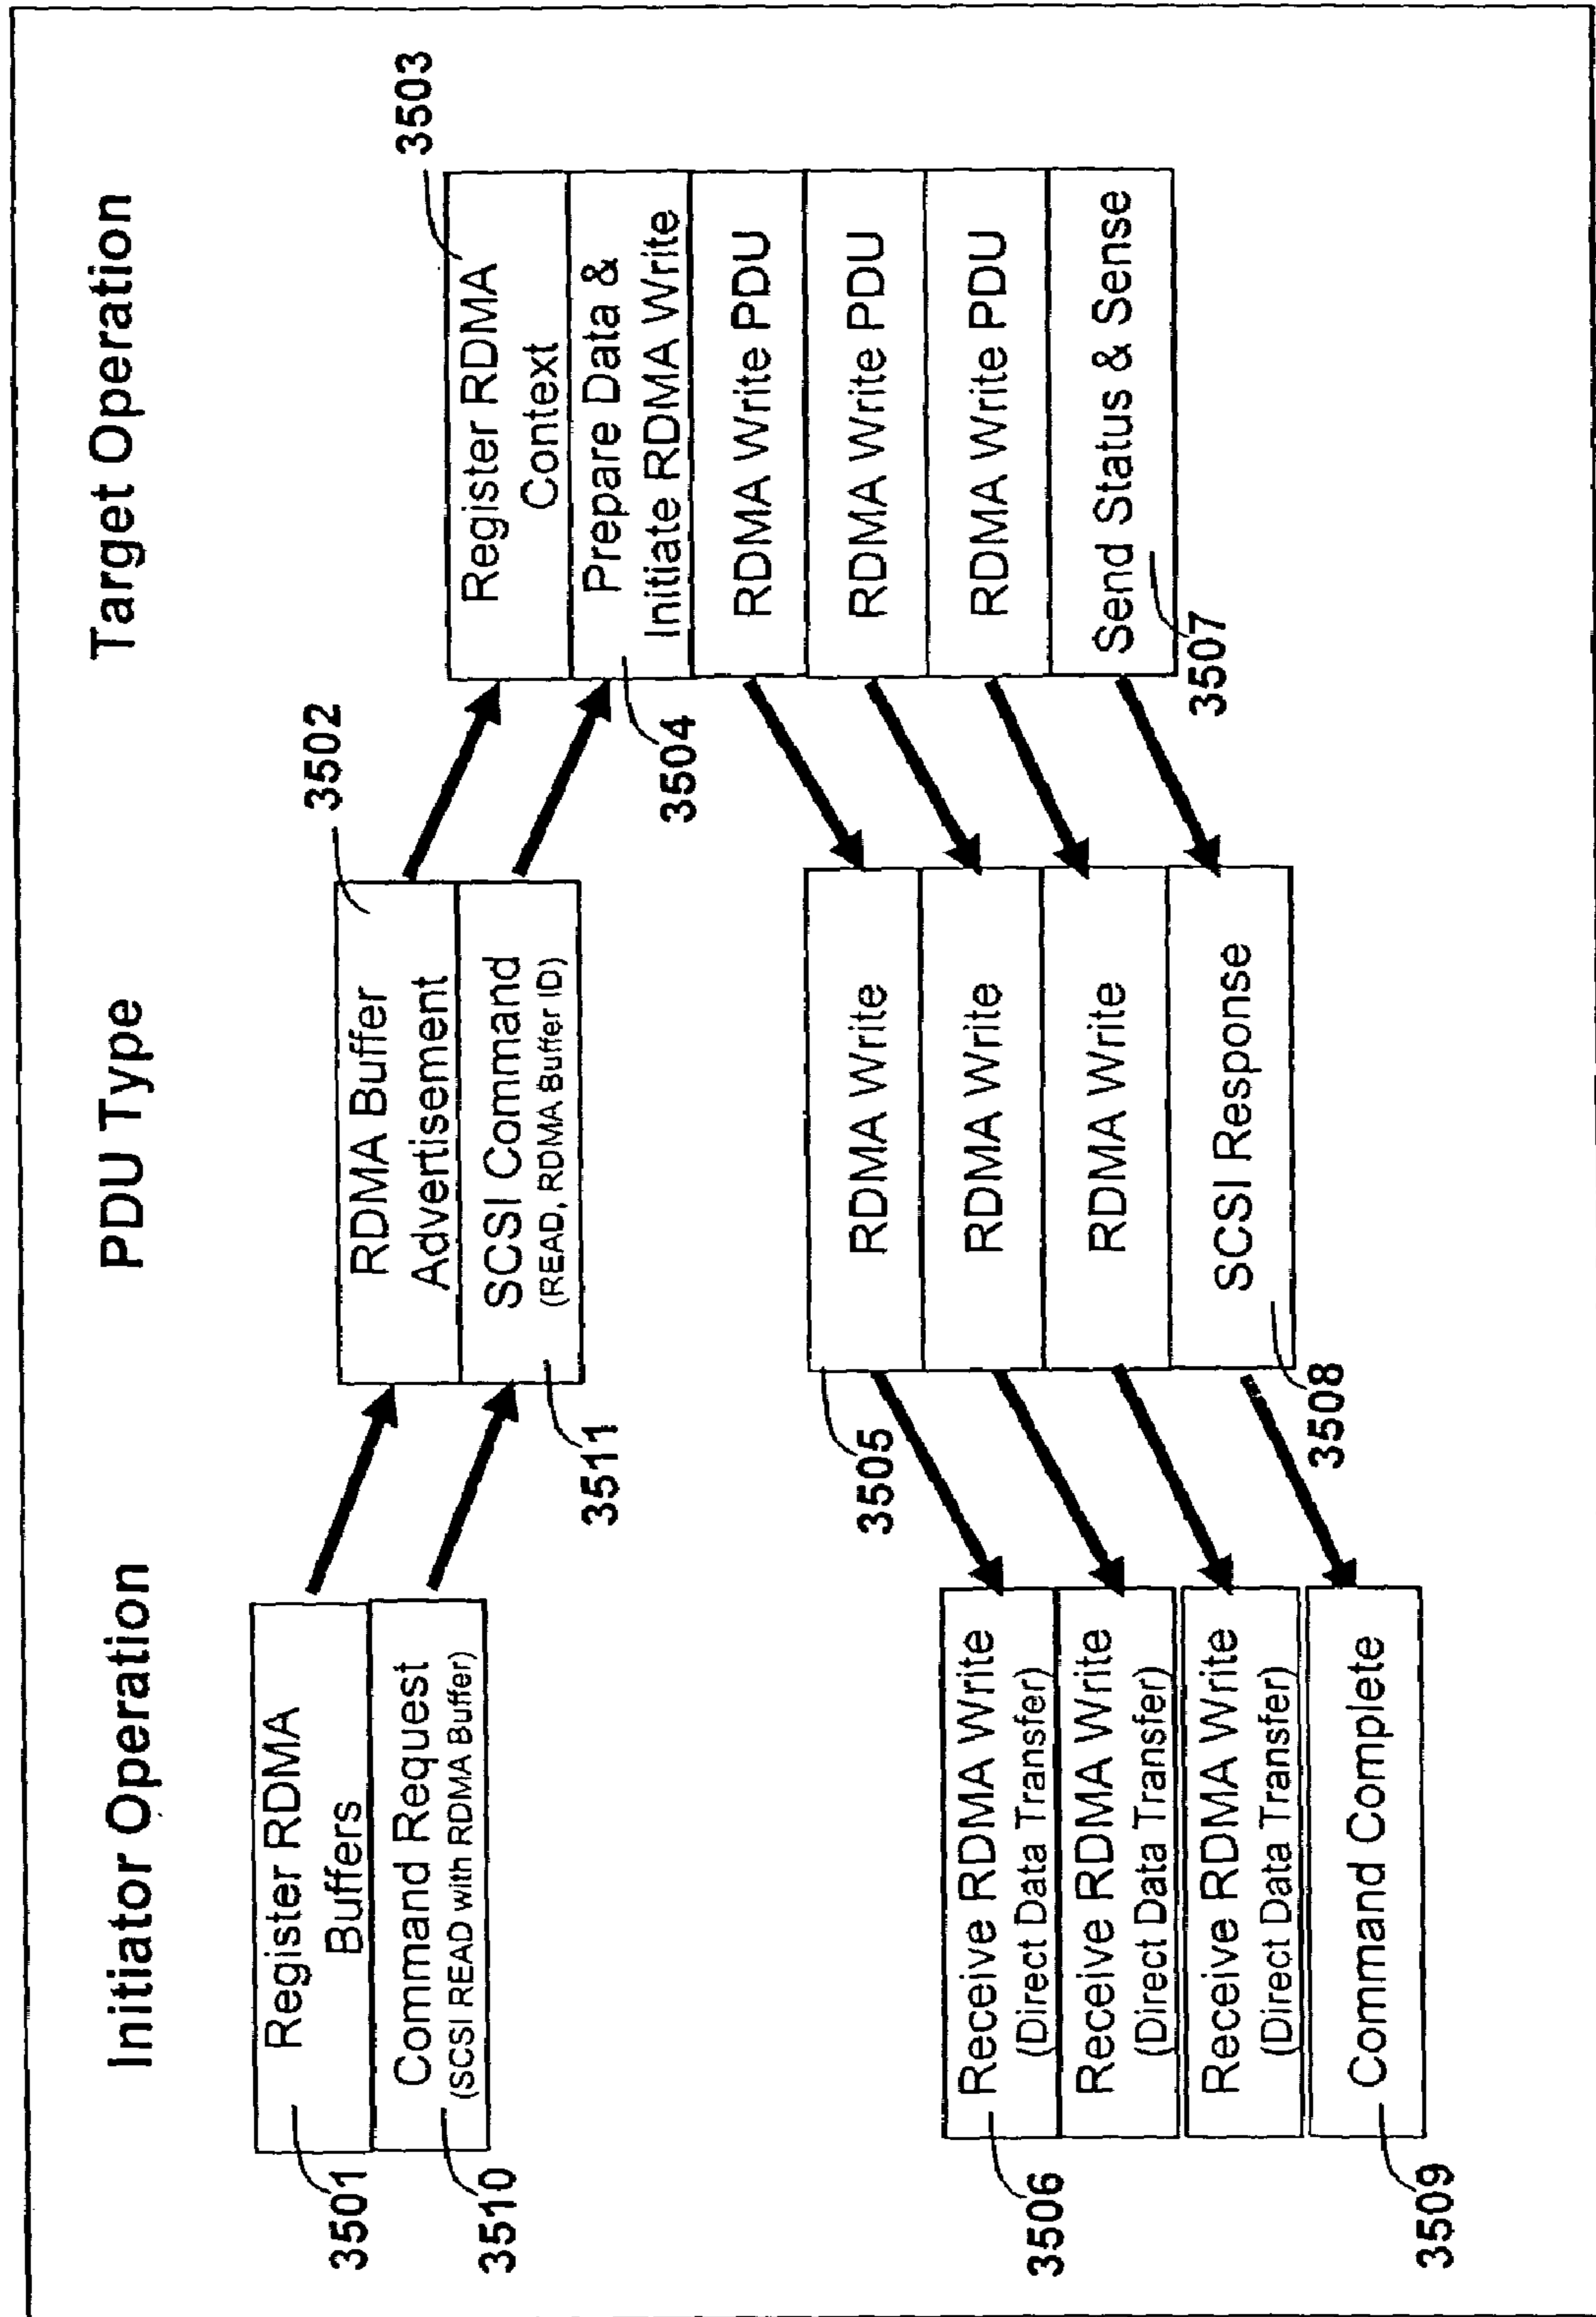 Initiator Operation
PDU Type
Target Operation
3501
Register RDMA
Buffers
3510
Command Request
(SCSI READ with RDMA Buffer)
3502
RDMA Buffer
Advertisement
SCSI Command
(READ, RDMA Buffer ID)
3511
3503
Register RDMA
Context
Prepare Data &
Initiate RDMA Write
3504
RDMA Write PDU
RDMA Write PDU
RDMA Write PDU
Send Status & Sense
3507
3505
RDMA Write
RDMA Write
RDMA Write
SCSI Response
3508
3506
Receive RDMA Write
(Direct Data Transfer)
Receive RDMA Write
(Direct Data Transfer)
Receive RDMA Write
(Direct Data Transfer)
Command Complete
3509